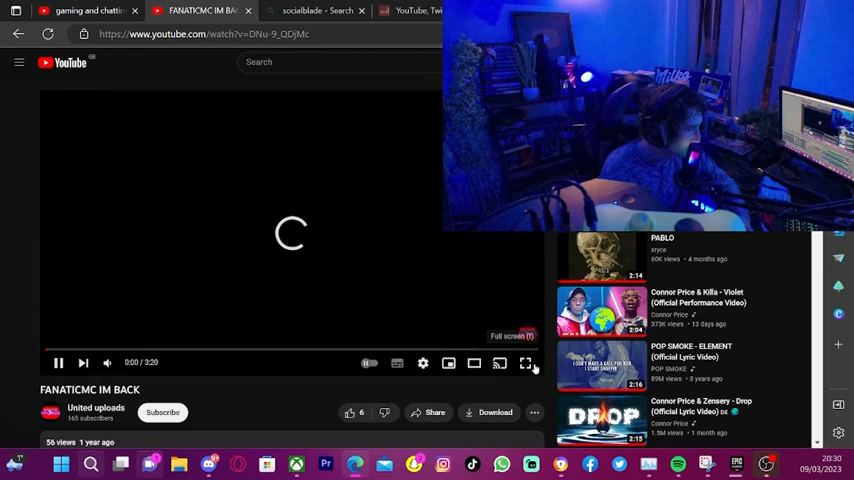 gaming and chattin
FANATICMC IM BAC
socialblade - Search
YouTube, Twi
https://www.youtube.com/watch?v=DNu-9_QDjMc
YouTube GB
Search
Milko
PABLO
xryce
60K views • 4 months ago
2:14
Connor Price & Killa - Violet
(Official Performance Video)
Connor Price
373K views • 13 days ago
2:04
Full screen (f)
POP SMOKE - ELEMENT
(Official Lyric Video)
POP SMOKE
89M views • 3 years ago
2:16
0:00 / 3:20
FANATICMC IM BACK
United uploads
165 subscribers
Subscribe
6
Share
Download
Connor Price & Zensery - Drop
(Official Lyric Video)
Connor Price
1.5M views • 1 month ago
DROP
2:15
56 views 1 year ago
20:30
09/03/2023